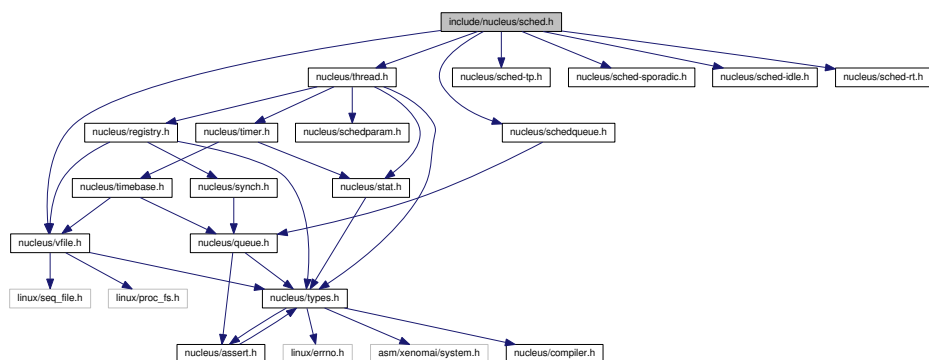 include/nucleus/sched.h
nucleus/thread.h
nucleus/sched-tp.h
nucleus/sched-sporadic.h
nucleus/sched-idle.h
nucleus/sched-rt.h
nucleus/registry.h
nucleus/timer.h
nucleus/schedparam.h
nucleus/schedqueue.h
nucleus/timebase.h
nucleus/synch.h
nucleus/stat.h
nucleus/vfile.h
nucleus/queue.h
linux/seq_file.h
linux/proc_fs.h
nucleus/types.h
nucleus/assert.h
linux/errno.h
asm/xenomai/system.h
nucleus/compiler.h